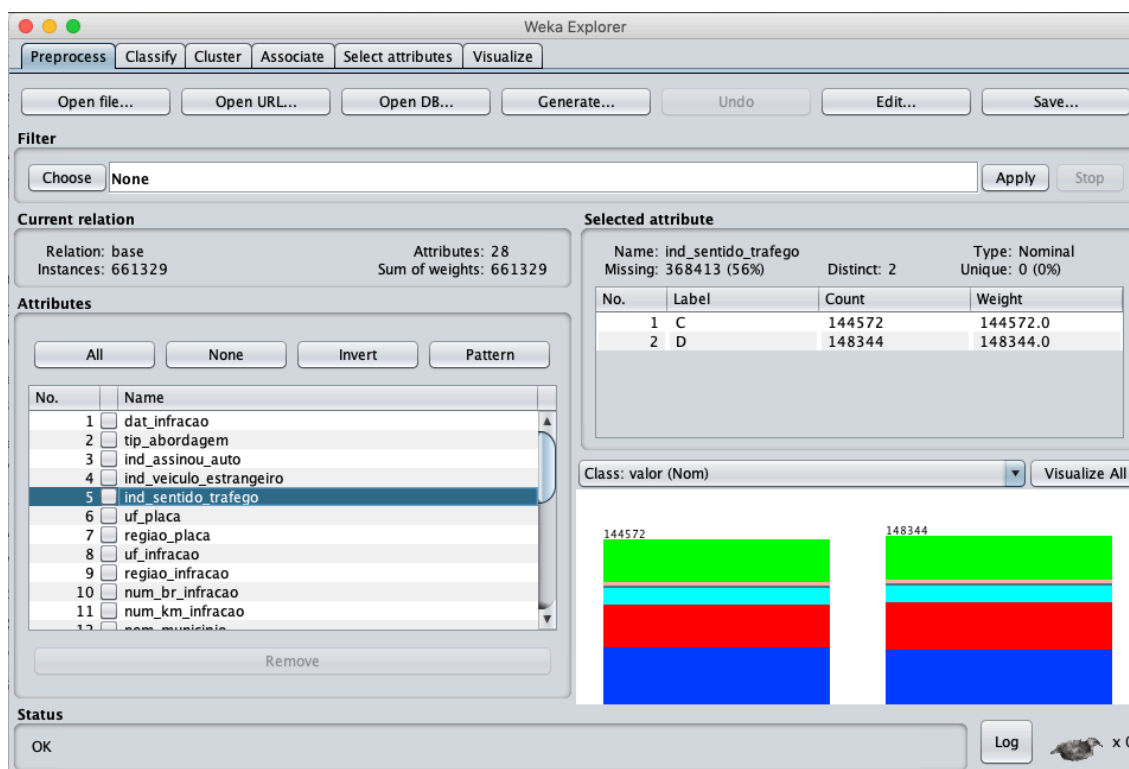 Weka Explorer
Preprocess Classify Cluster Associate Select attributes Visualize
Open file... Open URL... Open DB... Generate... Undo Edit... Save...
Filter
Choose None Apply Stop
Current relation
Relation: base Attributes: 28
Instances: 661329 Sum of weights: 661329
Attributes
All None Invert Pattern
No. Name
1 dat_infracao
2 tip_abordagem
3 ind_assinou_auto
4 ind_veiculo_estrangeiro
5 ind_sentido_trafego
6 uf_placa
7 regiao_placa
8 uf_infracao
9 regiao_infracao
10 num_br_infracao
11 num_km_infracao
12 nom_municipio
Remove
Selected attribute
Name: ind_sentido_trafego Type: Nominal
Missing: 368413 (56%) Distinct: 2 Unique: 0 (0%)
No. Label Count Weight
1 C 144572 144572.0
2 D 148344 148344.0
Class: valor (Nom) Visualize All
144572 148344
Status
OK
Log x 0